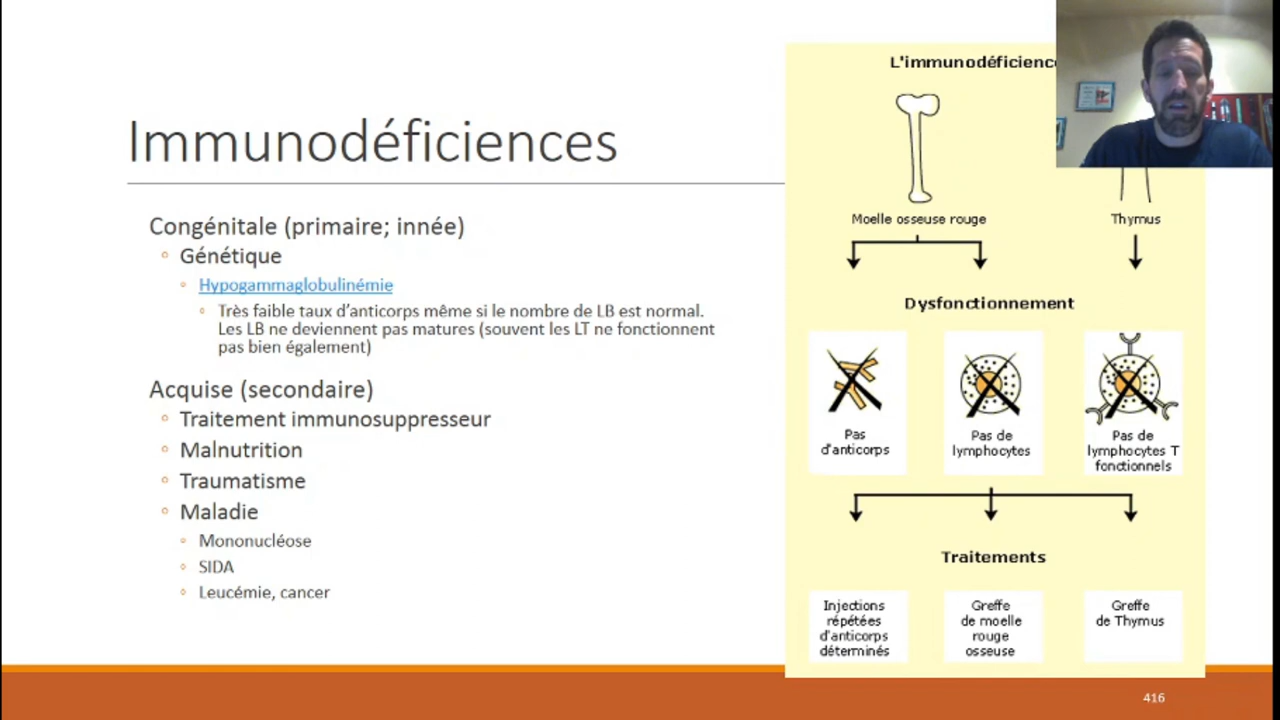 Immunodéficiences
Congénitale (primaire; innée)
Génétique
Hypogammaglobulinémie
Très faible taux d'anticorps même si le nombre de LB est normal.
Les LB ne deviennent pas matures (souvent les LT ne fonctionnent
pas bien également)
Acquise (secondaire)
Traitement immunosuppresseur
Malnutrition
Traumatisme
Maladie
Mononucléose
SIDA
Leucémie, cancer
L'immunodéficience
Moelle osseuse rouge
Thymus
Dysfonctionnement
Pas
d'anticorps
Pas de
lymphocytes
Pas de
lymphocytes T
fonctionnels
Traitements
Injections
répétées
d'anticorps
déterminés
Greffe
de moelle
rouge
osseuse
Greffe
de Thymus
416